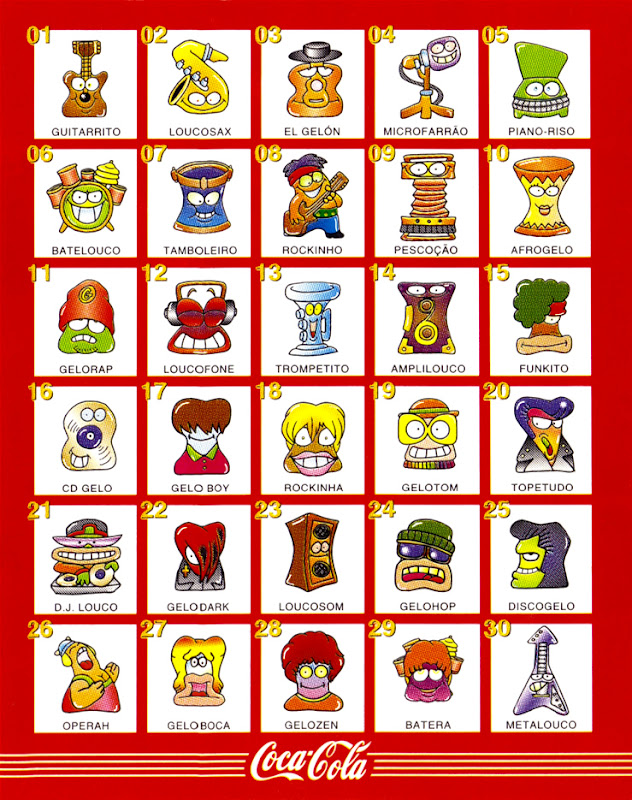 01 02 03 04 05
GUITARRITO LOUCOSAX EL GELÓN MICROFARRÃO PIANO-RISO
06 07 08 09 10
BATELOUCO TAMBOLEIRO ROCKINHO PESCOÇÃO AFROGELO
11 12 13 14 15
GELORAP LOUCOFONE TROMPETITO AMPLILOUCO FUNKITO
16 17 18 19 20
CD GELO GELO BOY ROCKINHA GELOTOM TOPETUDO
21 22 23 24 25
D.J. LOUCO GELODARK LOUCOSOM GELOHOP DISCOGELO
26 27 28 29 30
OPERAH GELOBOCA GELOZEN BATERA METALOUCO
Coca-Cola